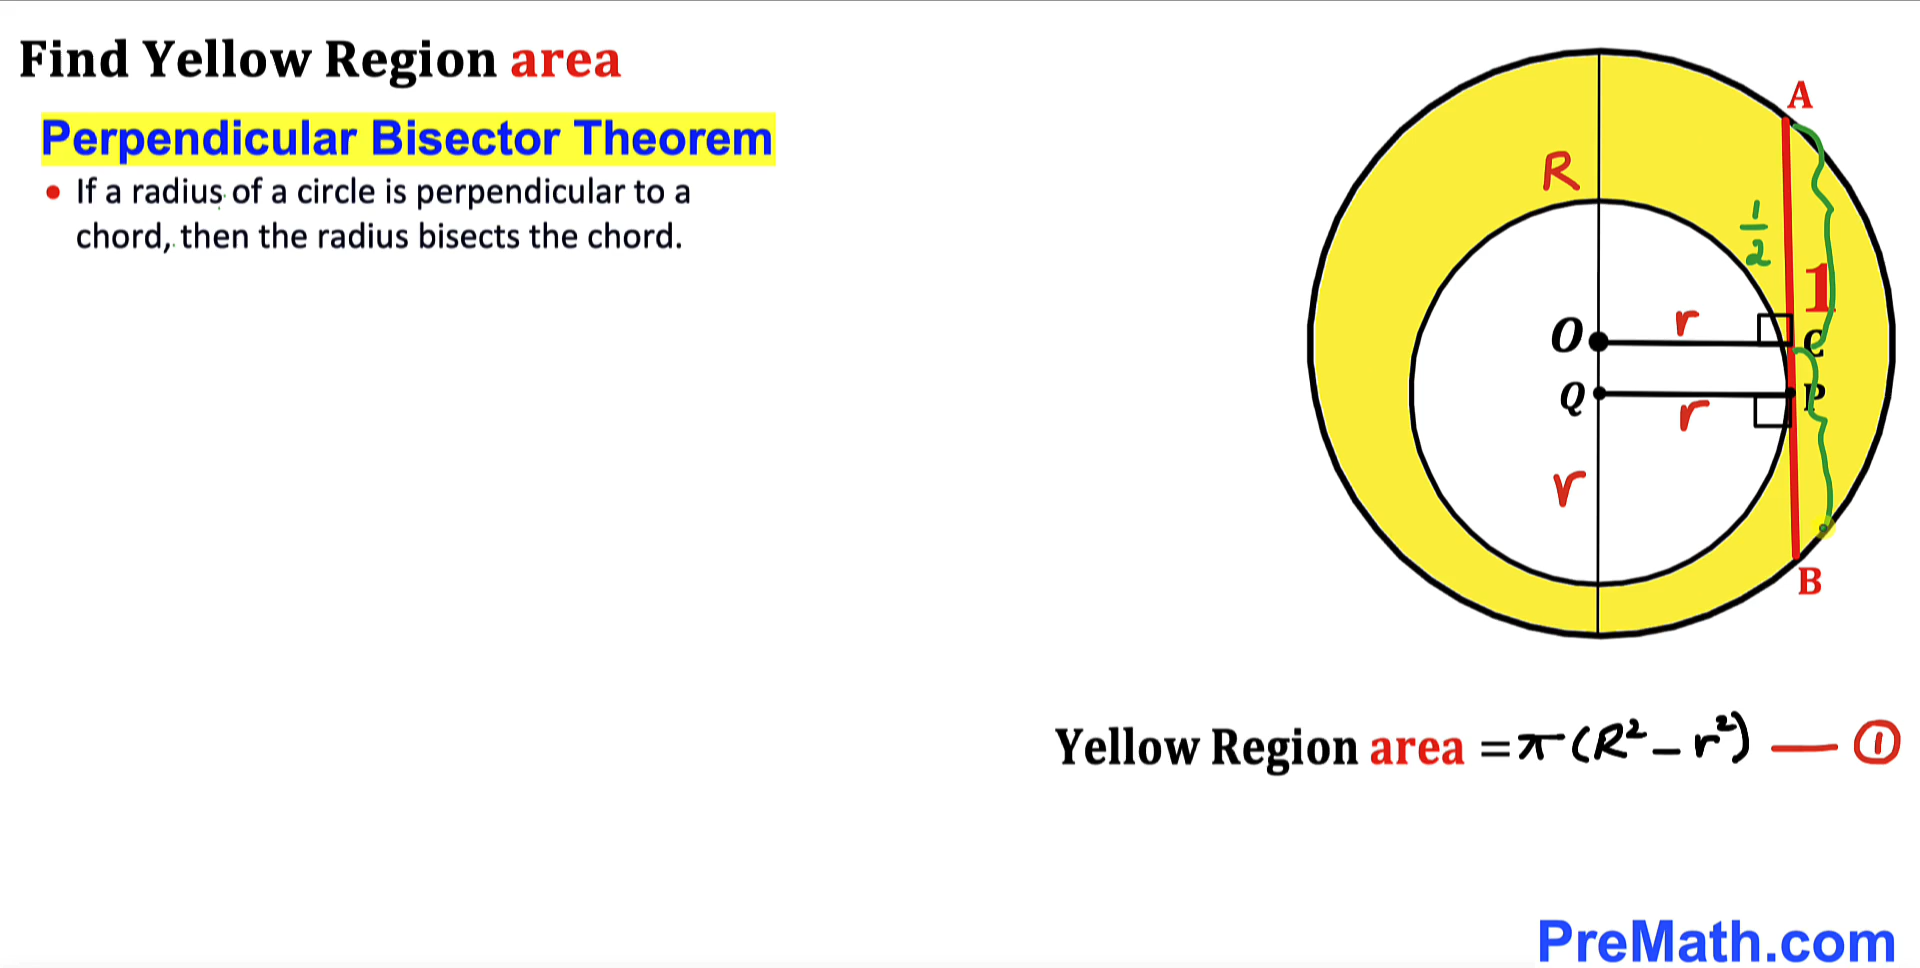 Find Yellow Region area
Perpendicular Bisector Theorem
• If a radius of a circle is perpendicular to a
chord, then the radius bisects the chord.
A
R
1/2
1
O
r
C
Q
r
P
r
B
Yellow Region area = π(R² − r²) — ①
PreMath.com